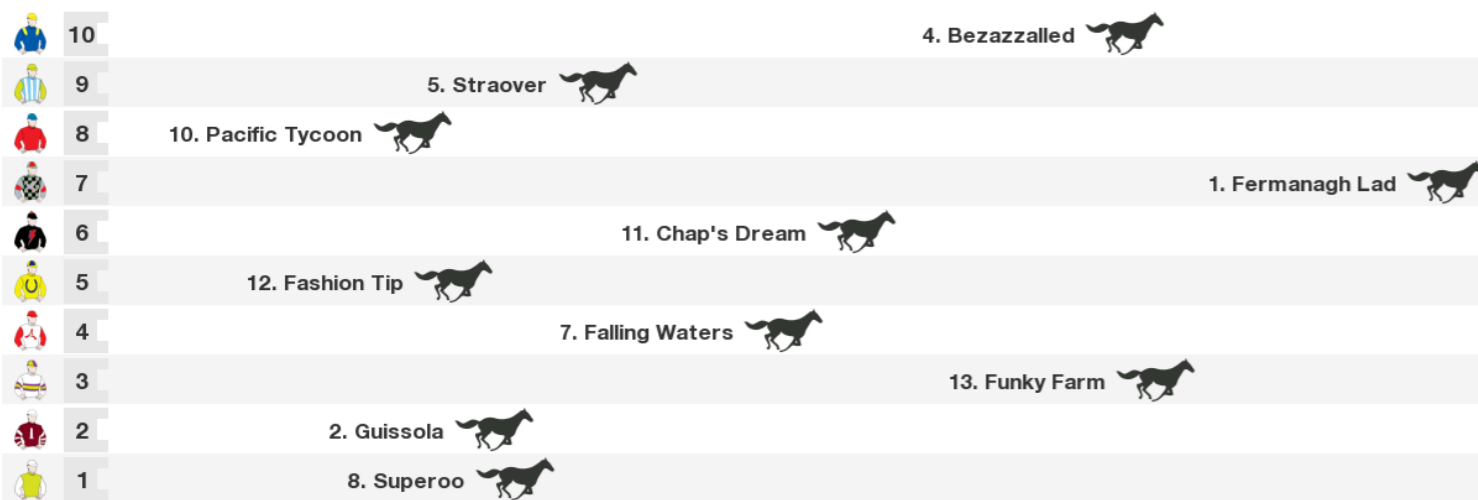 10 4. Bezazzalled
9 5. Straover
8 10. Pacific Tycoon
7 1. Fermanagh Lad
6 11. Chap's Dream
5 12. Fashion Tip
4 7. Falling Waters
3 13. Funky Farm
2 2. Guissola
1 8. Superoo